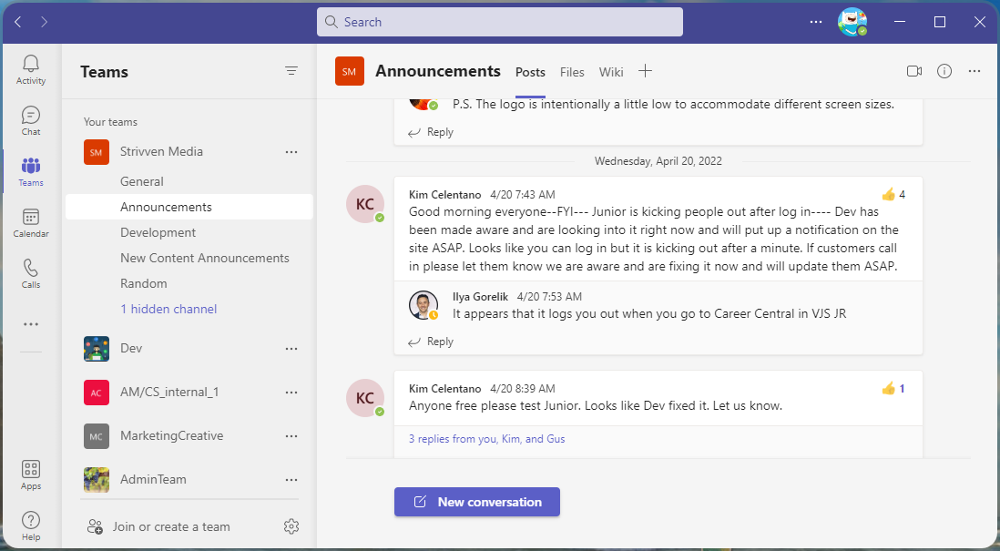 Search
Activity
Chat
Teams
Calendar
Calls
Apps
Help
Teams
Your teams
SM Strivven Media
General
Announcements
Development
New Content Announcements
Random
1 hidden channel
Dev
AC AM/CS_internal_1
MC MarketingCreative
AdminTeam
Join or create a team
SM Announcements Posts Files Wiki
P.S. The logo is intentionally a little low to accommodate different screen sizes.
Reply
Wednesday, April 20, 2022
KC
Kim Celentano 4/20 7:43 AM 4
Good morning everyone--FYI--- Junior is kicking people out after log in---- Dev has
been made aware and are looking into it right now and will put up a notification on the
site ASAP. Looks like you can log in but it is kicking out after a minute. If customers call
in please let them know we are aware and are fixing it now and will update them ASAP.
Ilya Gorelik 4/20 7:53 AM
It appears that it logs you out when you go to Career Central in VJS JR
Reply
KC
Kim Celentano 4/20 8:39 AM 1
Anyone free please test Junior. Looks like Dev fixed it. Let us know.
3 replies from you, Kim, and Gus
New conversation